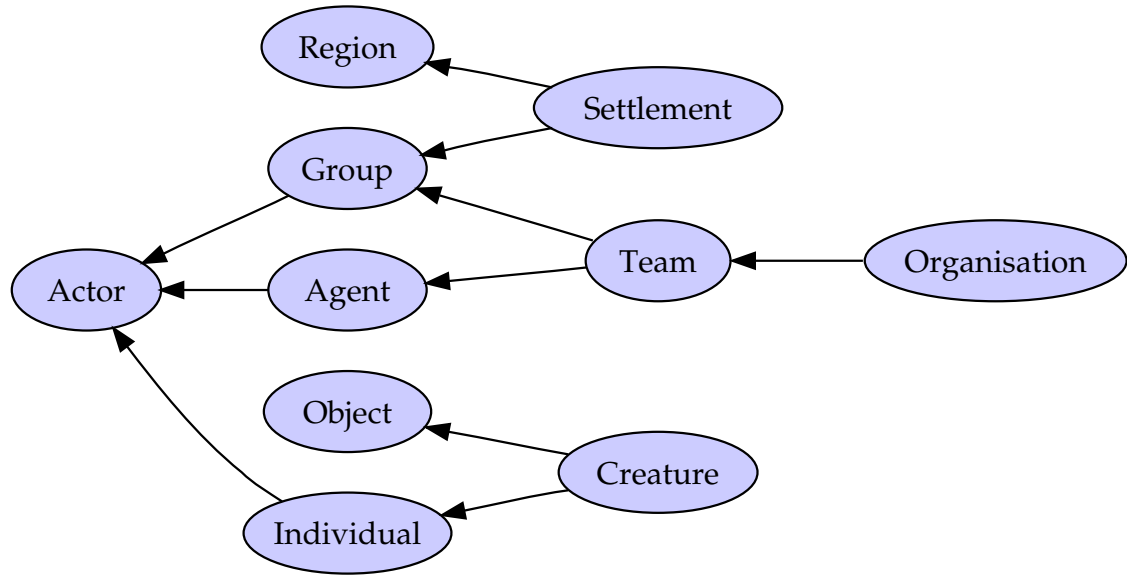 Region
Settlement
Group
Team
Organisation
Actor
Agent
Object
Creature
Individual